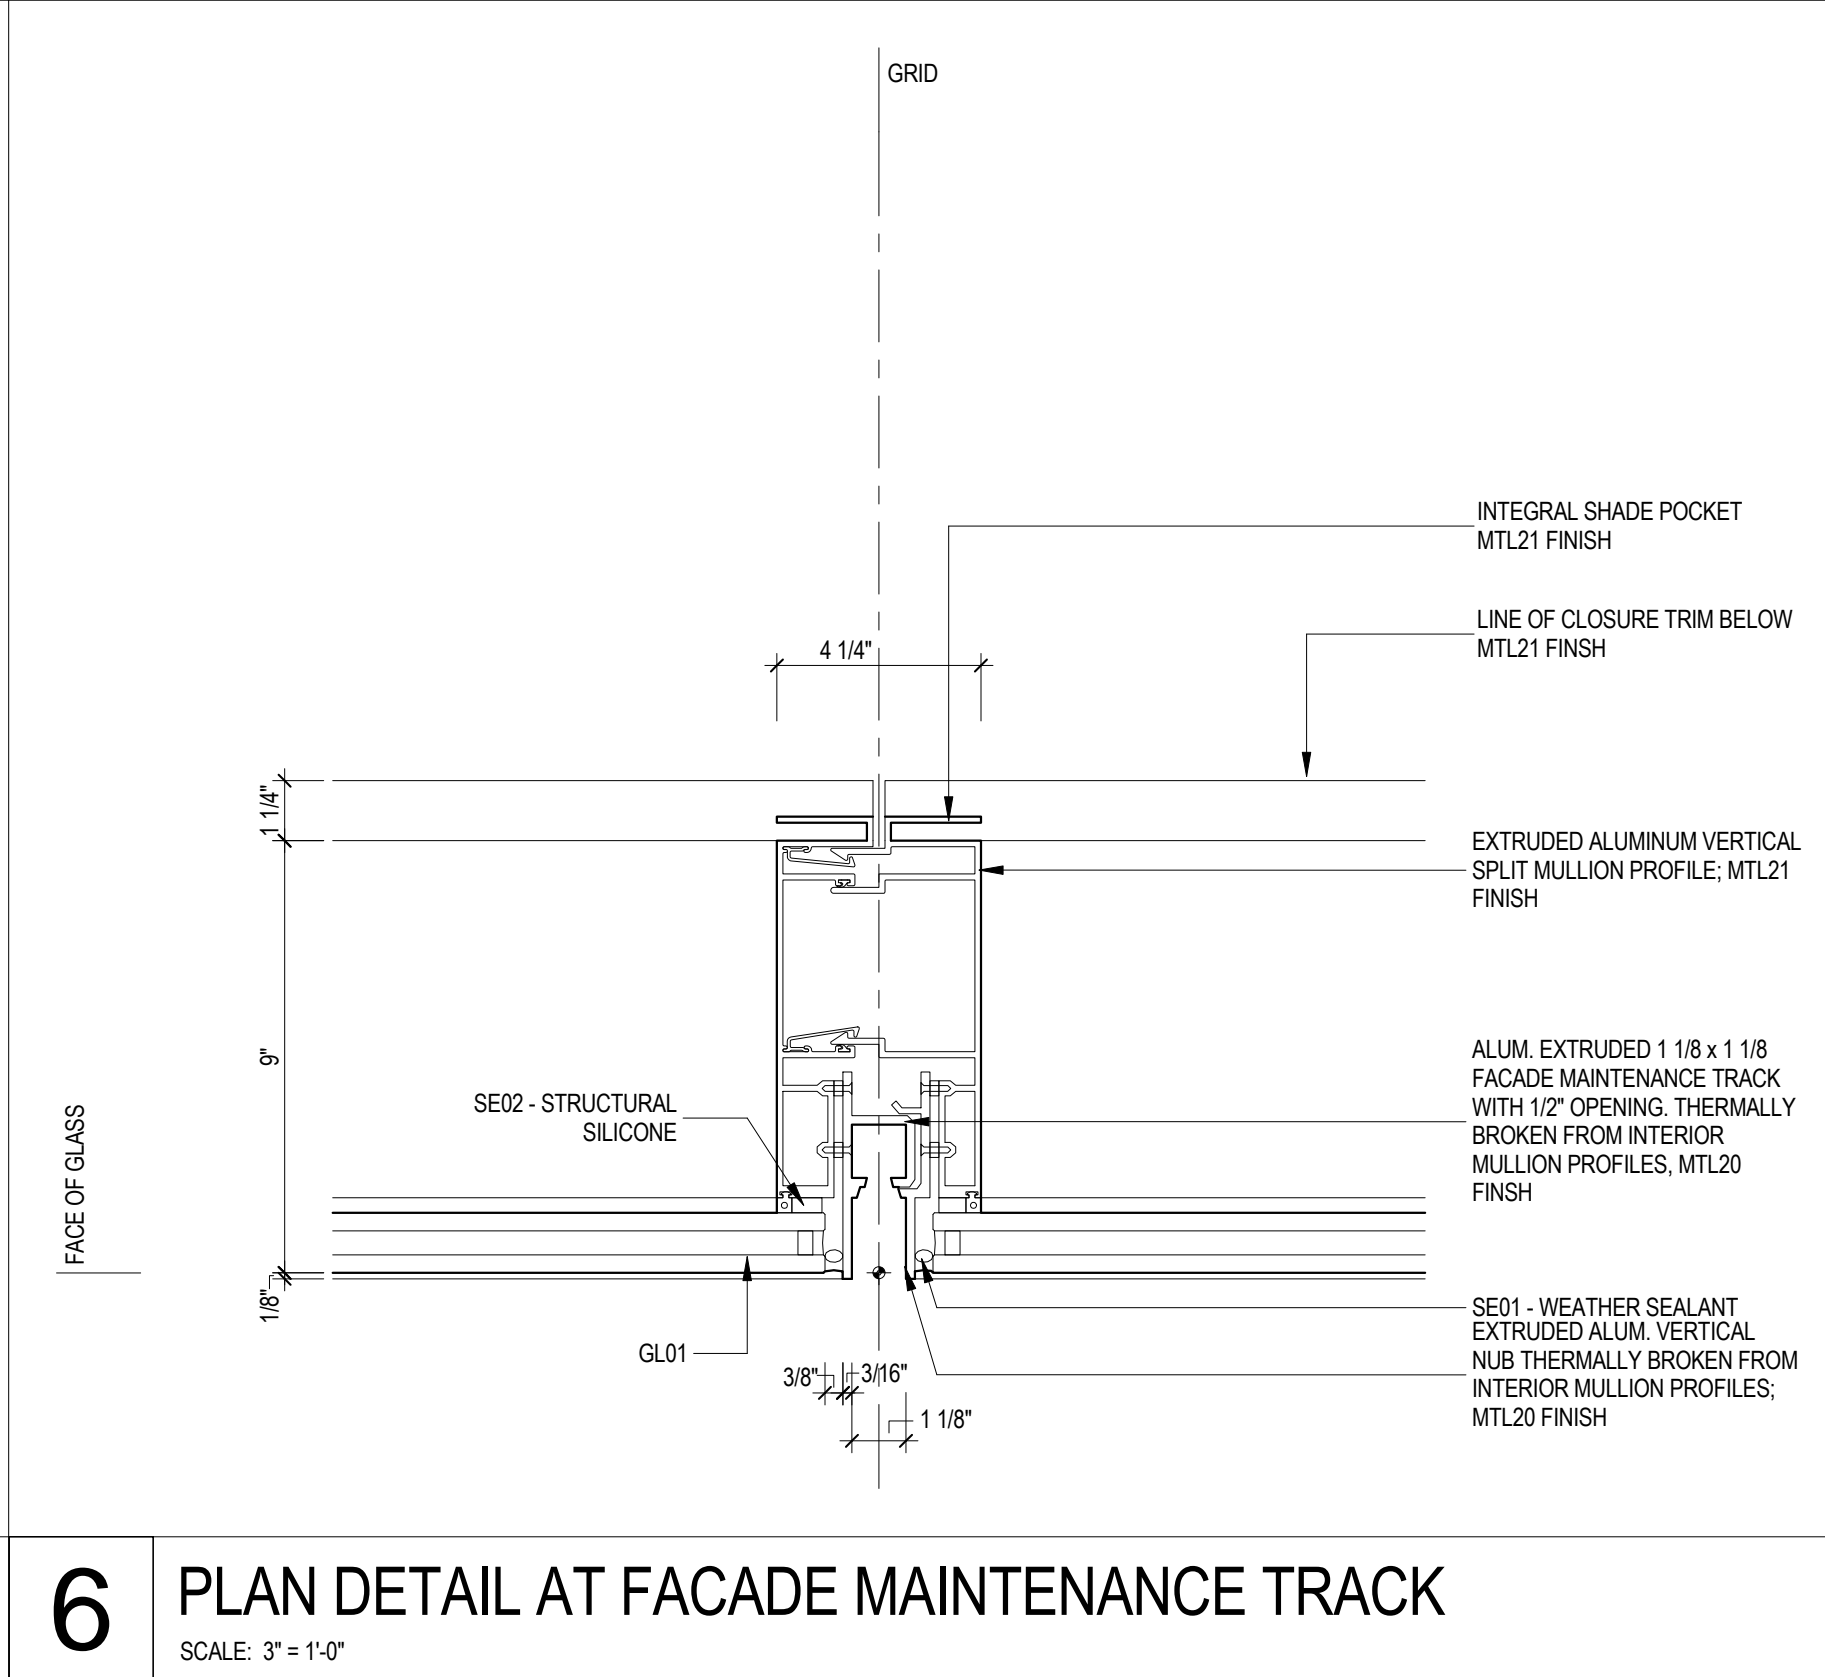 GRID
INTEGRAL SHADE POCKET
MTL21 FINISH
LINE OF CLOSURE TRIM BELOW
MTL21 FINSH
4 1/4"
1 1/4"
EXTRUDED ALUMINUM VERTICAL
SPLIT MULLION PROFILE; MTL21
FINISH
9"
ALUM. EXTRUDED 1 1/8 x 1 1/8
FACADE MAINTENANCE TRACK
WITH 1/2" OPENING. THERMALLY
BROKEN FROM INTERIOR
MULLION PROFILES, MTL20
FINSH
SE02 - STRUCTURAL
SILICONE
FACE OF GLASS
1/8"
SE01 - WEATHER SEALANT
EXTRUDED ALUM. VERTICAL
NUB THERMALLY BROKEN FROM
INTERIOR MULLION PROFILES;
MTL20 FINISH
GL01
3/8"
3/16"
1 1/8"
6
PLAN DETAIL AT FACADE MAINTENANCE TRACK
SCALE: 3" = 1'-0"